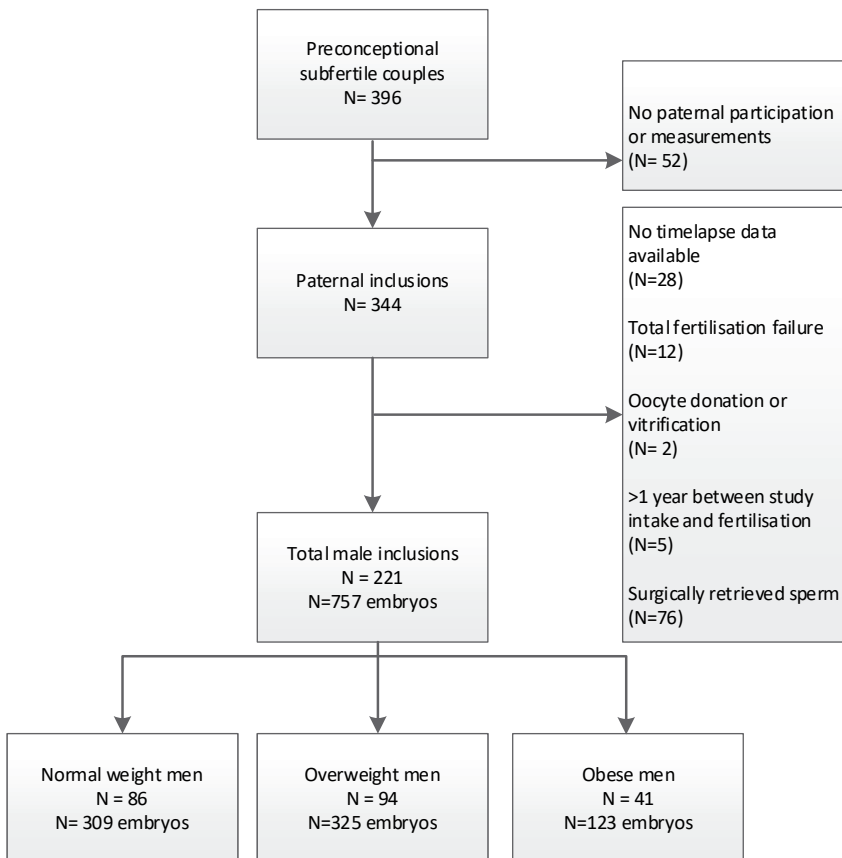 Preconceptional
subfertile couples
N= 396
No paternal participation
or measurements
(N= 52)
Paternal inclusions
N= 344
No timelapse data
available
(N=28)
Total fertilisation failure
(N=12)
Oocyte donation or
vitrification
(N= 2)
>1 year between study
intake and fertilisation
(N=5)
Surgically retrieved sperm
(N=76)
Total male inclusions
N = 221
N=757 embryos
Normal weight men
N = 86
N= 309 embryos
Overweight men
N = 94
N=325 embryos
Obese men
N = 41
N=123 embryos